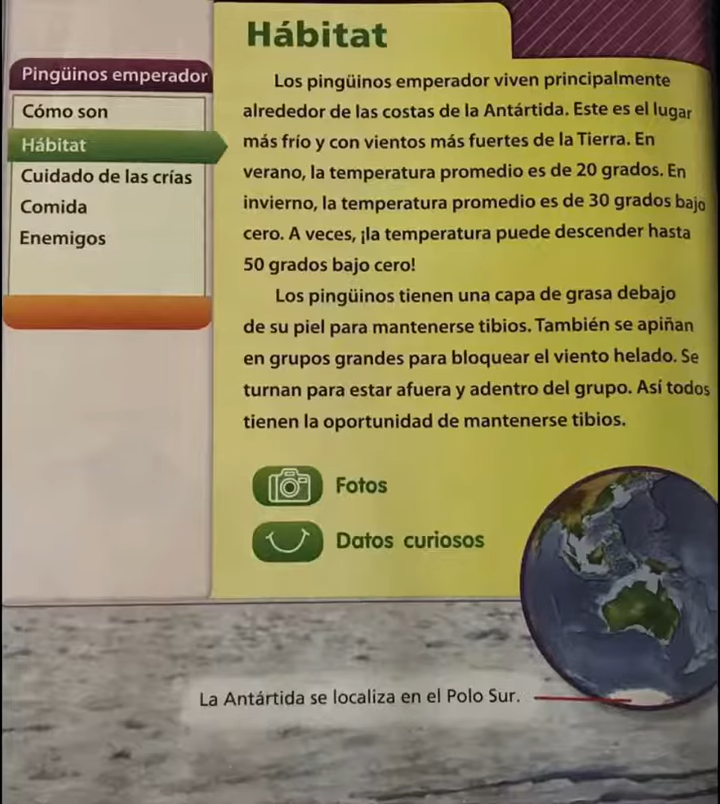 Hábitat
Pingüinos emperador
Cómo son
Hábitat
Cuidado de las crías
Comida
Enemigos
Los pingüinos emperador viven principalmente
alrededor de las costas de la Antártida. Este es el lugar
más frío y con vientos más fuertes de la Tierra. En
verano, la temperatura promedio es de 20 grados. En
invierno, la temperatura promedio es de 30 grados bajo
cero. A veces, ¡la temperatura puede descender hasta
50 grados bajo cero!
Los pingüinos tienen una capa de grasa debajo
de su piel para mantenerse tibios. También se apiñan
en grupos grandes para bloquear el viento helado. Se
turnan para estar afuera y adentro del grupo. Así todos
tienen la oportunidad de mantenerse tibios.
Fotos
Datos curiosos
La Antártida se localiza en el Polo Sur.